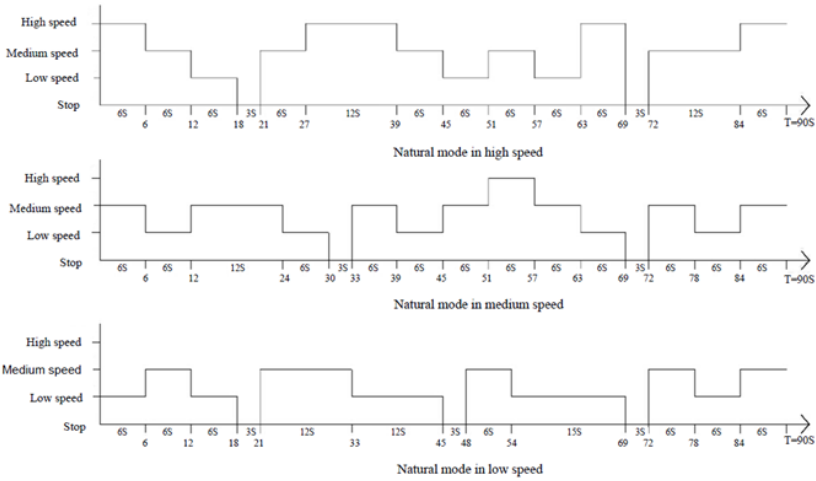 High speed
Medium speed
Low speed
Stop
6S 6S 6S 3S 6S 12S 6S 6S 6S 6S 6S 3S 12S 6S
6 12 18 21 27 39 45 51 57 63 69 72 84 T=90S
Natural mode in high speed
High speed
Medium speed
Low speed
Stop
6S 6S 12S 6S 3S 6S 6S 6S 6S 6S 6S 3S 6S 6S 6S
6 12 24 30 33 39 45 51 57 63 69 72 78 84 T=90S
Natural mode in medium speed
High speed
Medium speed
Low speed
Stop
6S 6S 6S 3S 12S 12S 3S 6S 15S 3S 6S 6S 6S
6 12 18 21 33 45 48 54 69 72 78 84 T=90S
Natural mode in low speed